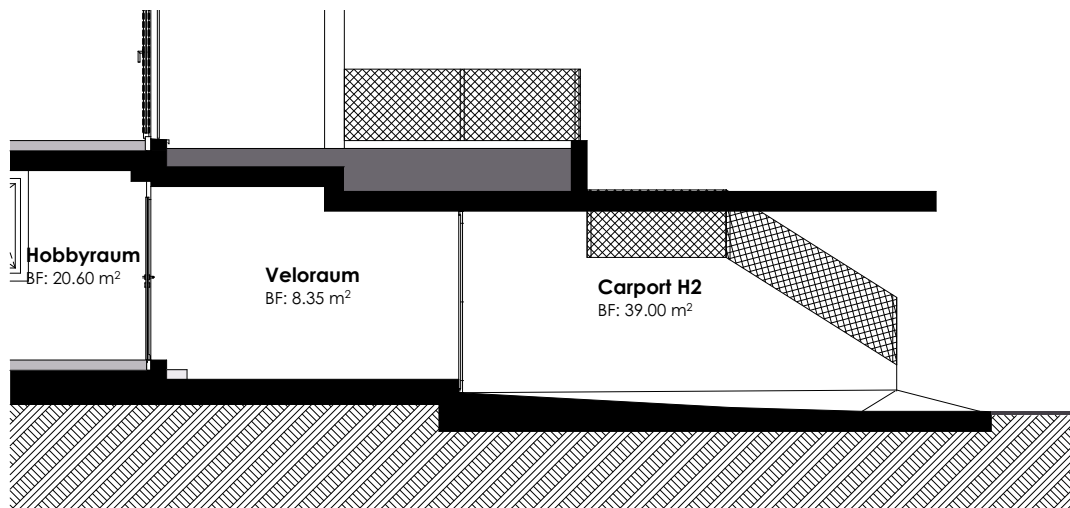 Hobbyraum
BF: 20.60 m²
Veloraum
BF: 8.35 m²
Carport H2
BF: 39.00 m²